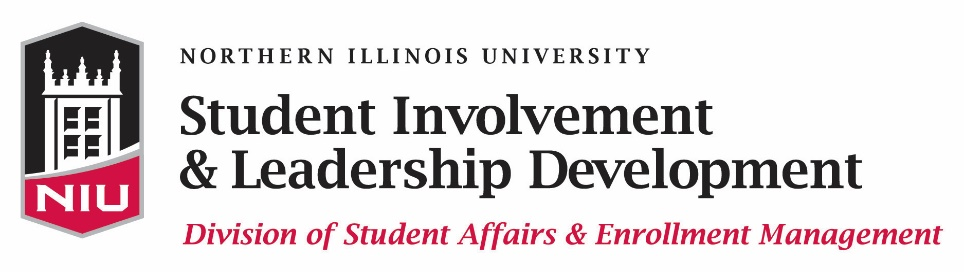 NIU
NORTHERN ILLINOIS UNIVERSITY
Student Involvement
& Leadership Development
Division of Student Affairs & Enrollment Management